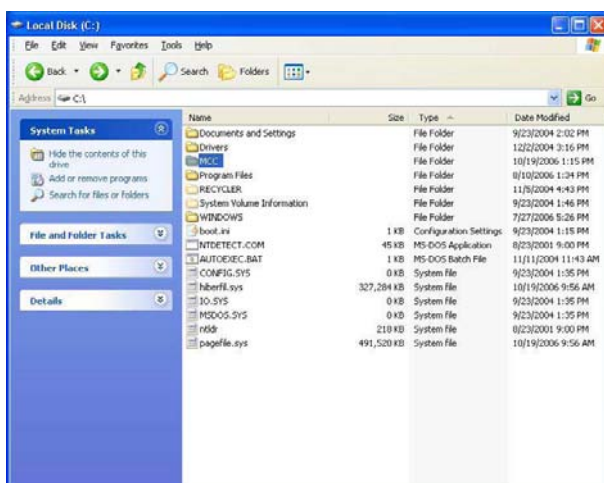 Local Disk (C:)
File Edit View Favorites Tools Help
Back Search Folders
Address C:\ Go
System Tasks
Hide the contents of this
drive
Add or remove programs
Search for files or folders
File and Folder Tasks
Other Places
Details
Name Size Type Date Modified
Documents and Settings File Folder 9/23/2004 2:02 PM
Drivers File Folder 12/2/2004 3:16 PM
MCC File Folder 10/19/2006 1:15 PM
Program Files File Folder 8/10/2006 1:34 PM
RECYCLER File Folder 11/5/2004 4:43 PM
System Volume Information File Folder 9/23/2004 1:46 PM
WINDOWS File Folder 7/27/2006 5:26 PM
boot.ini 1 KB Configuration Settings 9/23/2004 1:15 PM
NTDETECT.COM 45 KB MS-DOS Application 8/23/2001 9:00 PM
AUTOEXEC.BAT 1 KB MS-DOS Batch File 11/11/2004 11:43 AM
CONFIG.SYS 0 KB System file 9/23/2004 1:35 PM
hiberfil.sys 327,284 KB System file 10/19/2006 9:56 AM
IO.SYS 0 KB System file 9/23/2004 1:35 PM
MSDOS.SYS 0 KB System file 9/23/2004 1:35 PM
ntldr 218 KB System file 8/23/2001 9:00 PM
pagefile.sys 491,520 KB System file 10/19/2006 9:56 AM